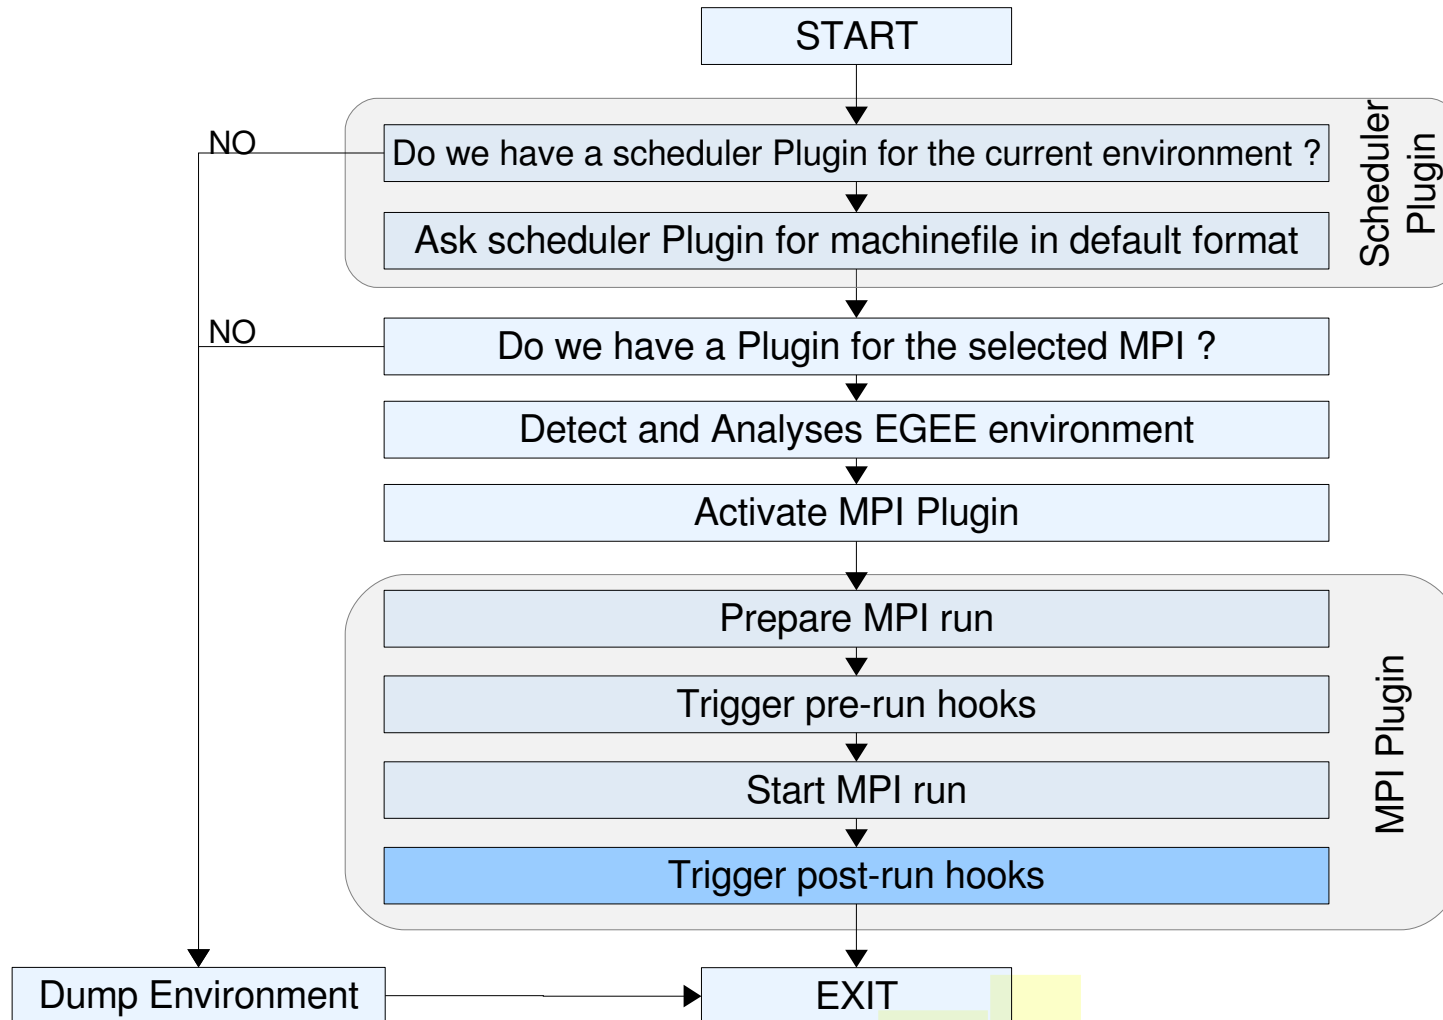 START
NO
Do we have a scheduler Plugin for the current environment ?
Ask scheduler Plugin for machinefile in default format
Scheduler
Plugin
NO
Do we have a Plugin for the selected MPI ?
Detect and Analyses EGEE environment
Activate MPI Plugin
Prepare MPI run
Trigger pre-run hooks
Start MPI run
Trigger post-run hooks
MPI Plugin
Dump Environment
EXIT